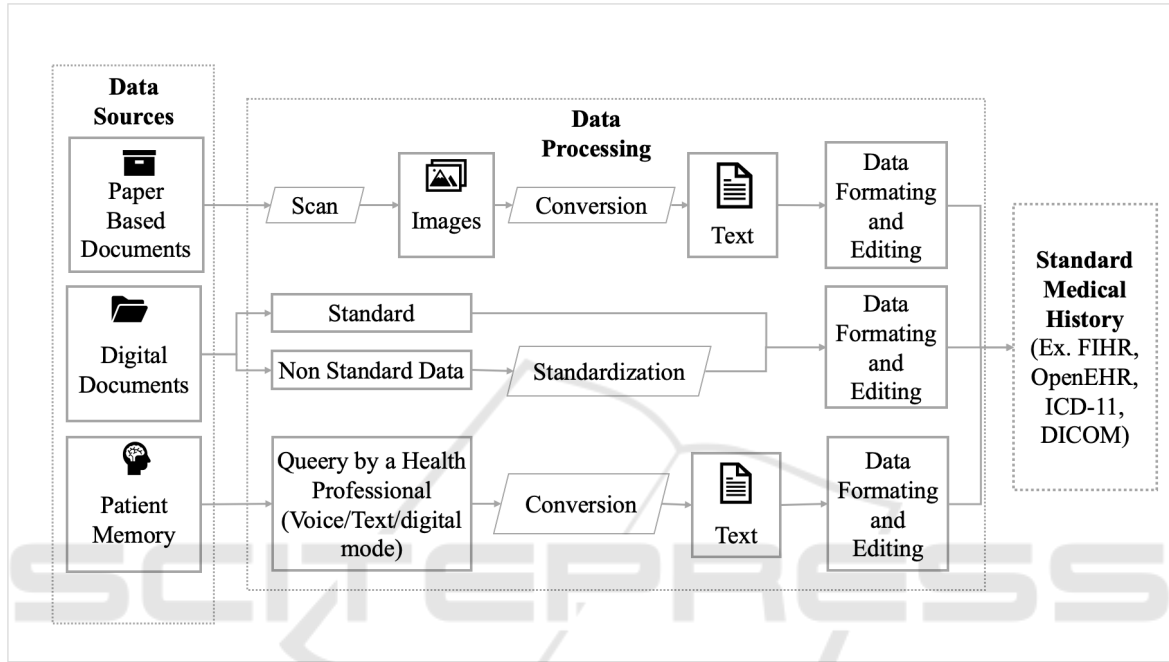 Data
Sources
Paper
Based
Documents
Digital
Documents
Patient
Memory
Data
Processing
Scan
Images
Conversion
Text
Data
Formating
and
Editing
Standard
Non Standard Data
Standardization
Data
Formating
and
Editing
Queery by a Health
Professional
(Voice/Text/digital
mode)
Conversion
Text
Data
Formating
and
Editing
Standard
Medical
History
(Ex. FIHR,
OpenEHR,
ICD-11,
DICOM)
SCITEPRESS